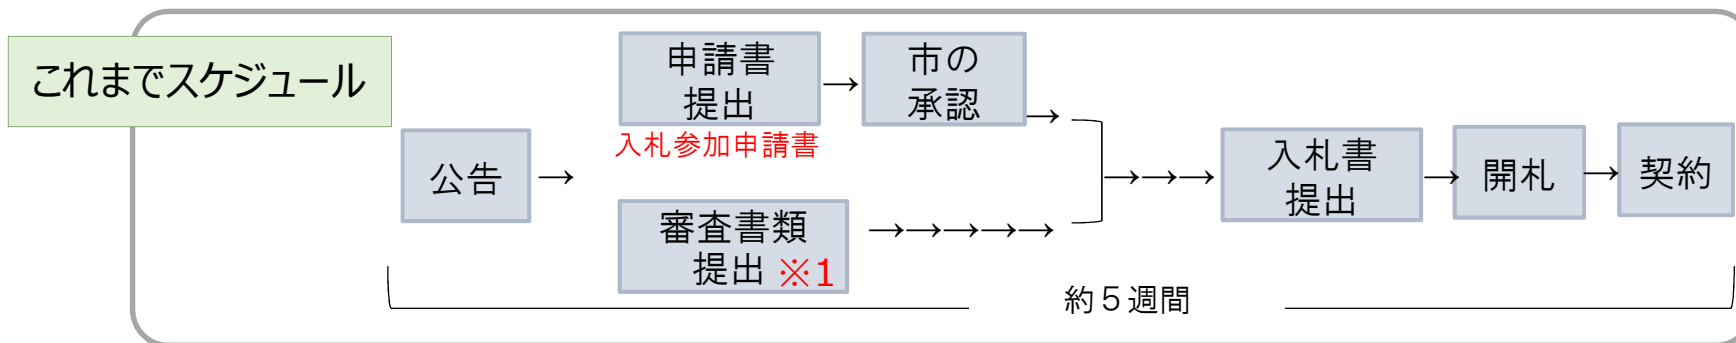 これまでスケジュール
公告
→
申請書
提出
入札参加申請書
→
市の
承認
→
審査書類
提出 ※1
→→→→→
→→→
入札書
提出
→
開札
→
契約
約５週間